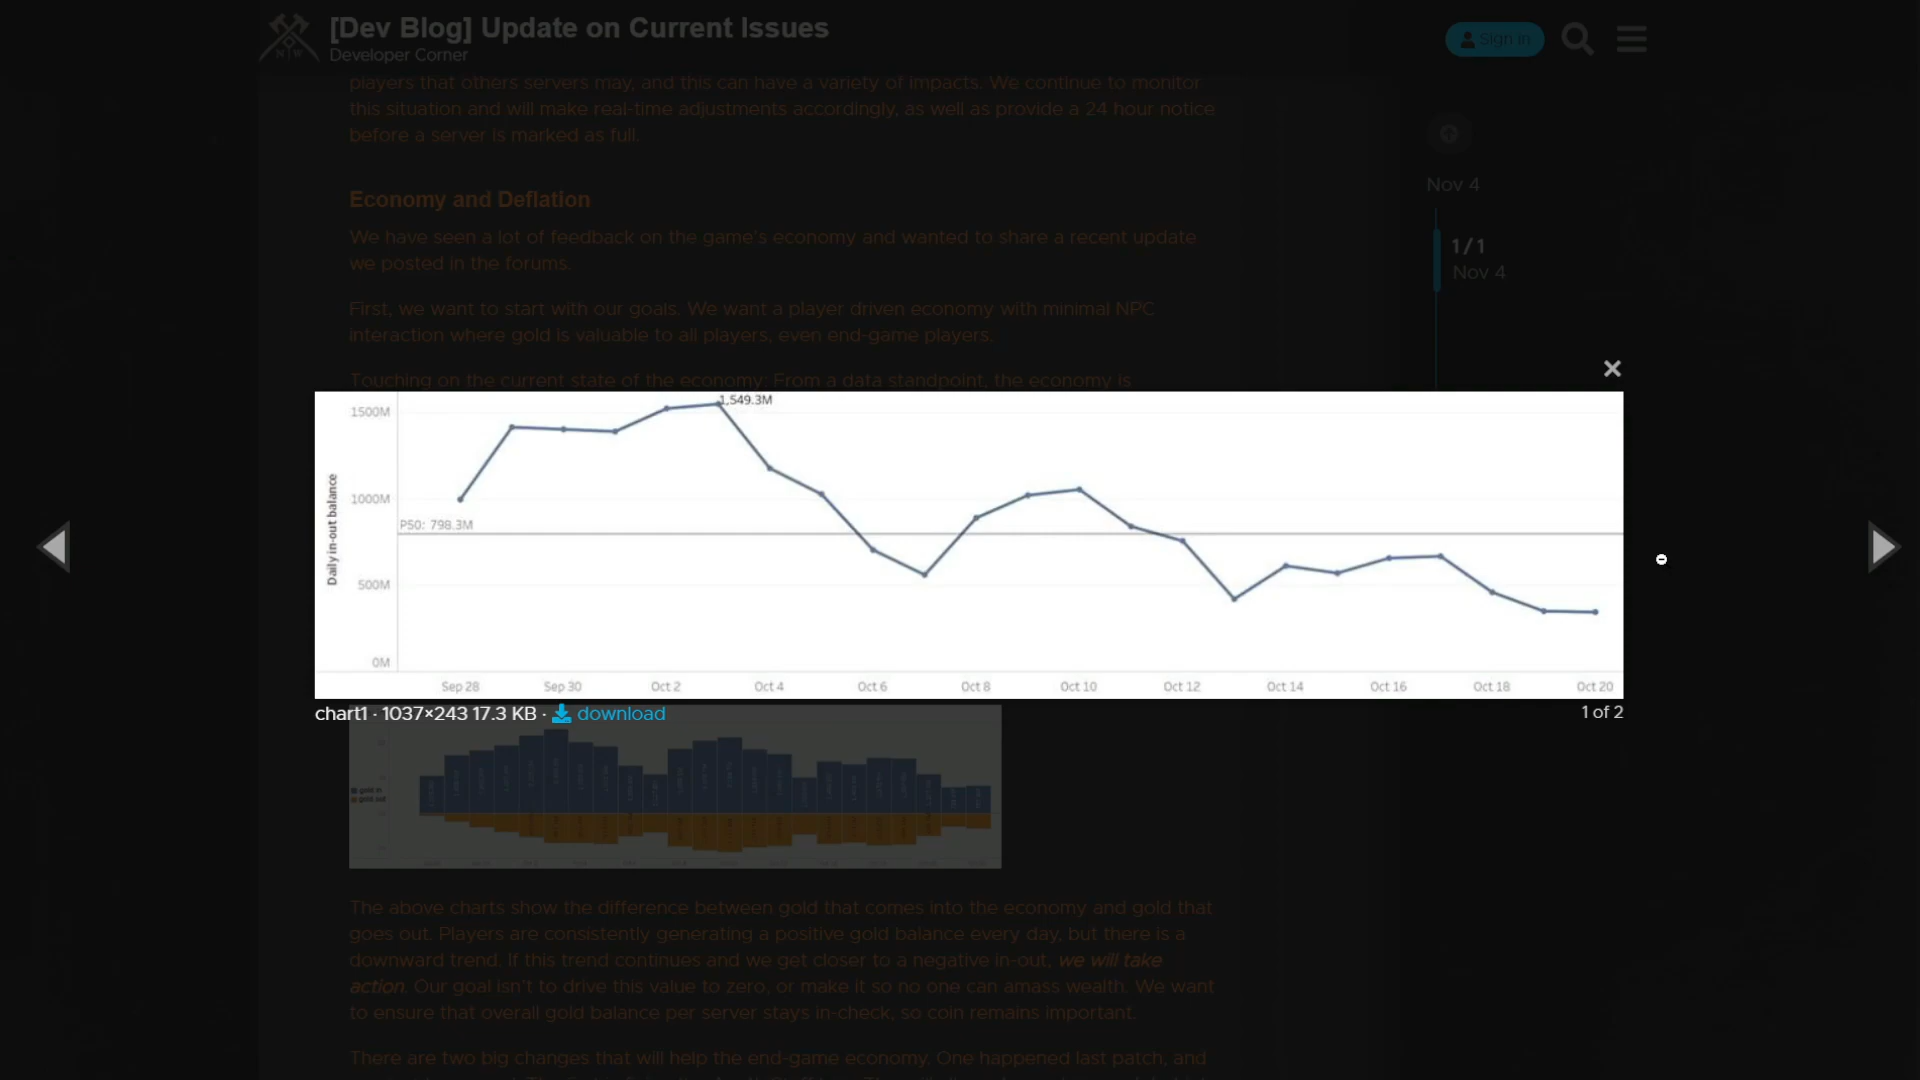 [Dev Blog] Update on Current Issues
Developer Corner
Sign In
players that others servers may, and this can have a variety of impacts. We continue to monitor
this situation and will make real-time adjustments accordingly, as well as provide a 24 hour notice
before a server is marked as full.
Nov 4
Economy and Deflation
We have seen a lot of feedback on the game's economy and wanted to share a recent update
we posted in the forums.
1 / 1
Nov 4
First, we want to start with our goals. We want a player driven economy with minimal NPC
interaction where gold is valuable to all players, even end-game players.
Touching on the current state of the economy: From a data standpoint, the economy is
1,549.3M
1500M
1000M
P50: 798.3M
500M
0M
Daily in-out balance
Sep 28 Sep 30 Oct 2 Oct 4 Oct 6 Oct 8 Oct 10 Oct 12 Oct 14 Oct 16 Oct 18 Oct 20
chart1 · 1037×243 17.3 KB · download
1 of 2
gold in
gold out
The above charts show the difference between gold that comes into the economy and gold that
goes out. Players are consistently generating a positive gold balance every day, but there is a
downward trend. If this trend continues and we get closer to a negative in-out, we will take
action. Our goal isn't to drive this value to zero, or make it so no one can amass wealth. We want
to ensure that overall gold balance per server stays in-check, so coin remains important.
There are two big changes that will help the end-game economy. One happened last patch, and